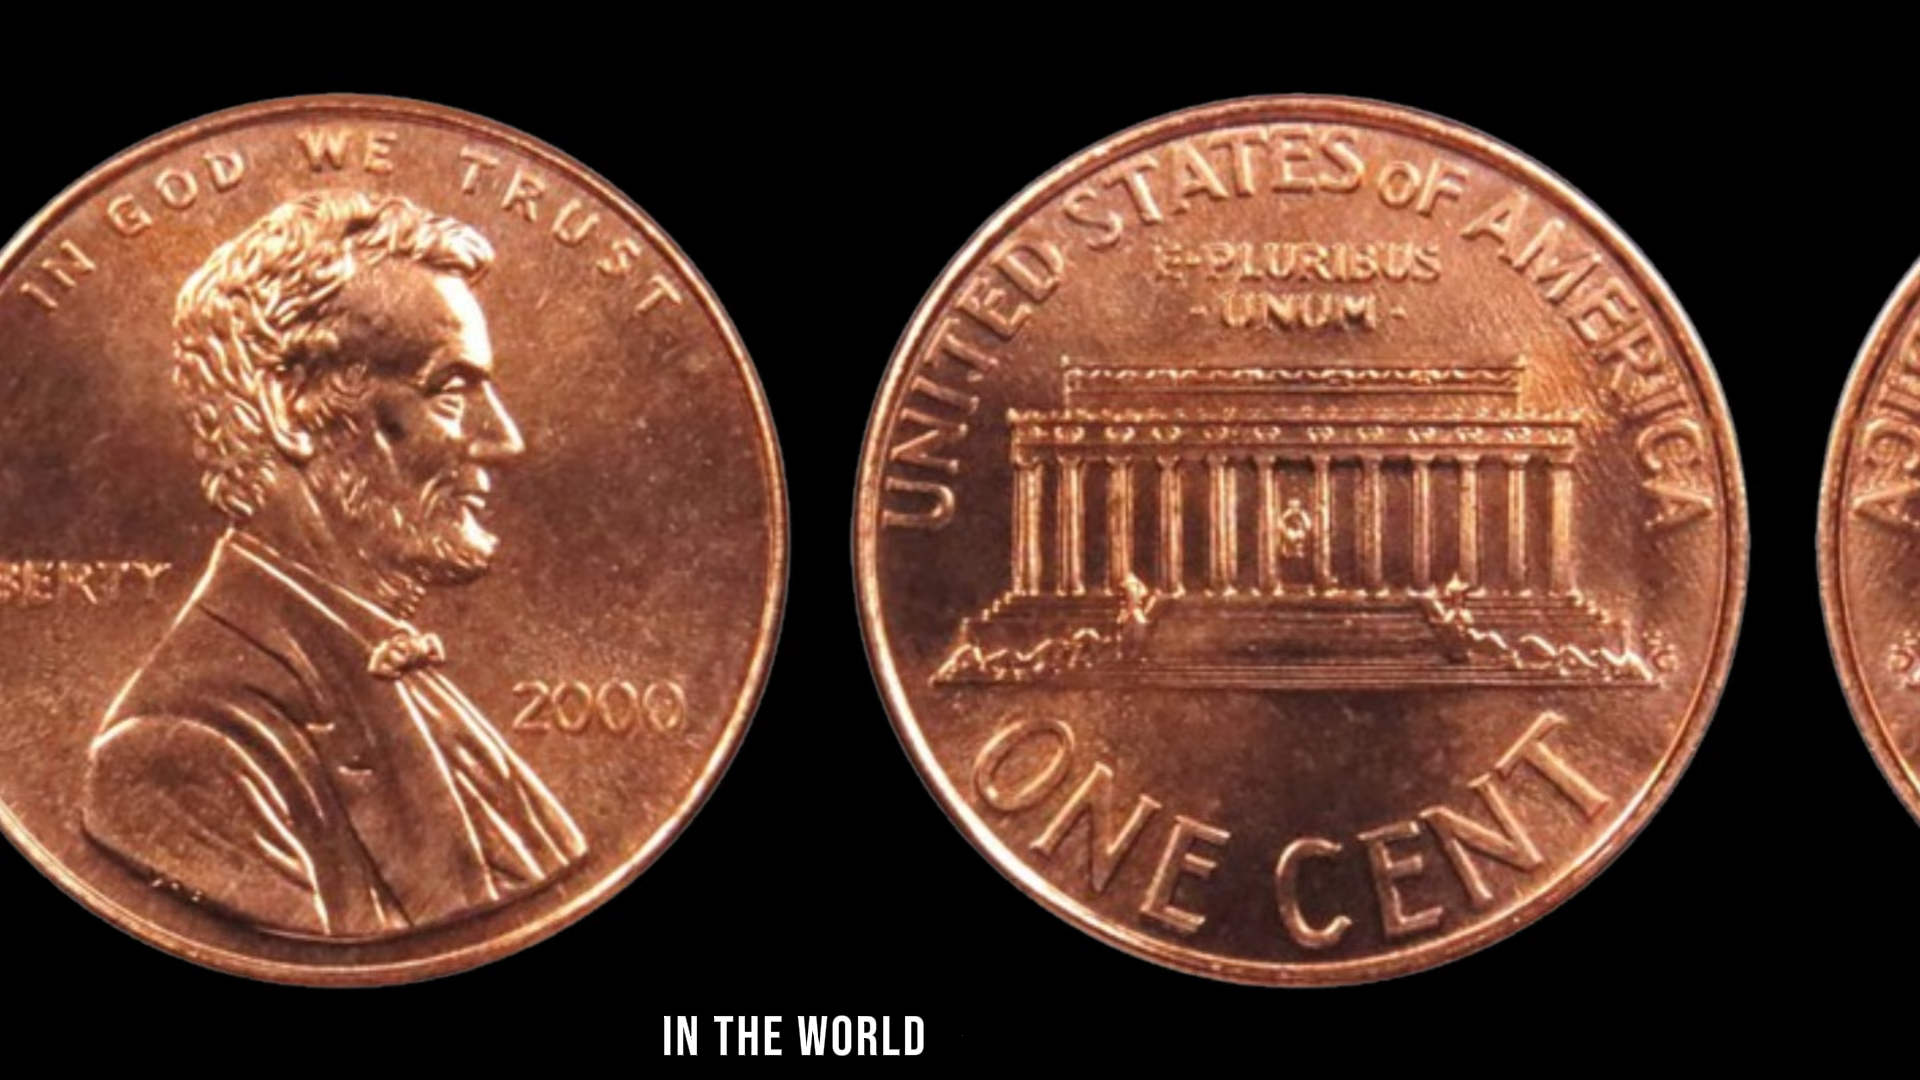 IN GOD WE TRUST
BERTY
2000
UNITED STATES OF AMERICA
E·PLURIBUS
·UNUM·
ONE CENT
IN THE WORLD